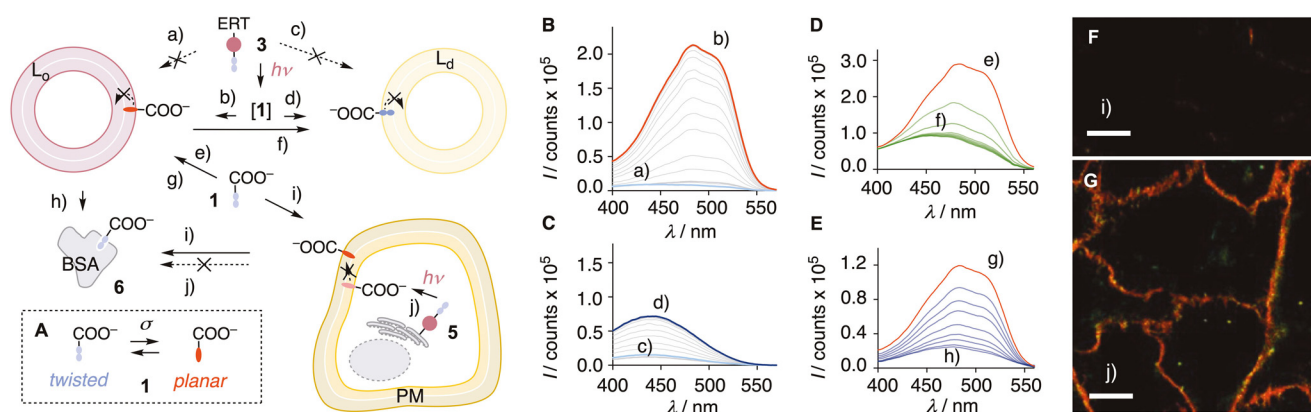 ERT
a)
3
c)
hν
Lo
Ld
b)
[1]
d)
COO⁻
⁻OOC
f)
e)
g)
COO⁻
1
i)
h)
COO⁻
BSA
6
i)
j)
⁻OOC
COO⁻
hν
j)
5
PM
A
COO⁻
σ
COO⁻
twisted
1
planar
B
I / counts x 10⁵
2.0
1.5
1.0
0.5
0.0
b)
a)
400 450 500 550
λ / nm
C
I / counts x 10⁵
1.5
1.0
0.5
0.0
d)
c)
400 450 500 550
λ / nm
D
I / counts x 10⁵
3.0
2.0
1.0
0.0
e)
f)
400 450 500 550
λ / nm
E
I / counts x 10⁵
1.2
0.8
0.4
0.0
g)
h)
400 450 500 550
λ / nm
F
i)
G
j)